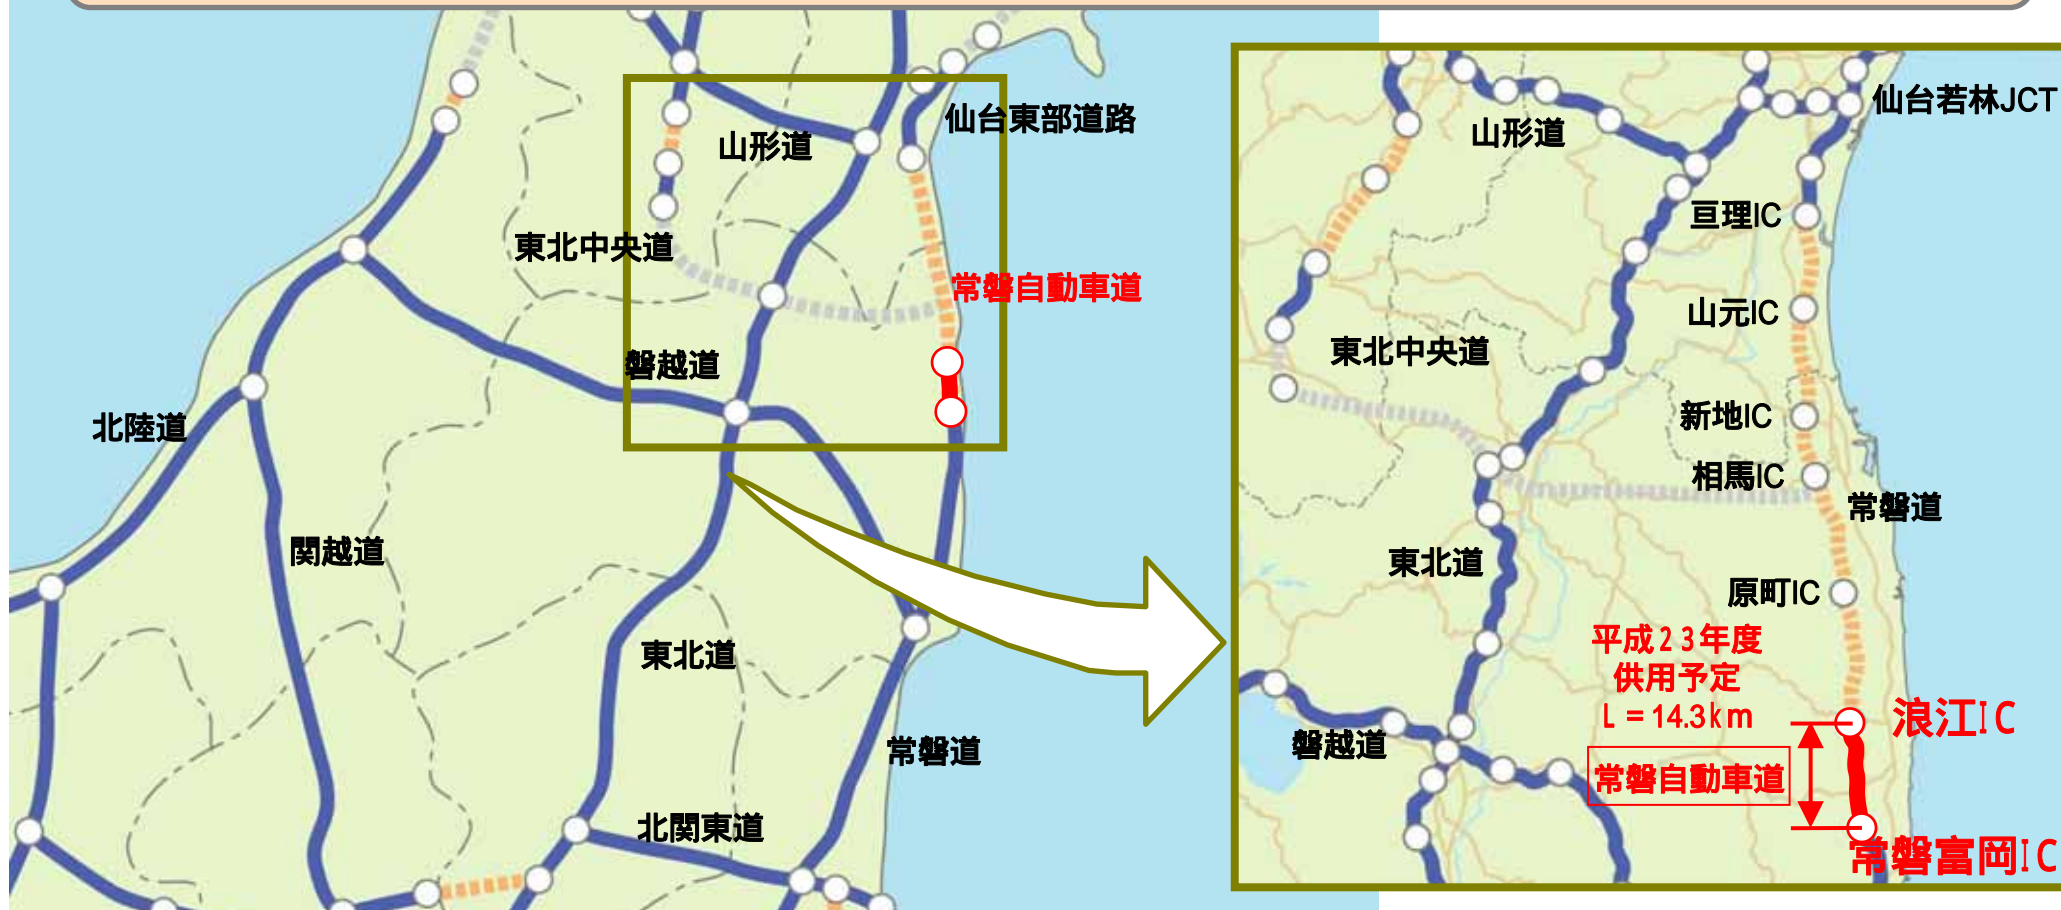 仙台東部道路
山形道
東北中央道
常磐自動車道
磐越道
北陸道
関越道
東北道
常磐道
北関東道
仙台若林JCT
山形道
亘理IC
山元IC
東北中央道
新地IC
相馬IC
常磐道
東北道
原町IC
平成23年度
供用予定
L=14.3km
浪江IC
磐越道
常磐自動車道
常磐富岡IC